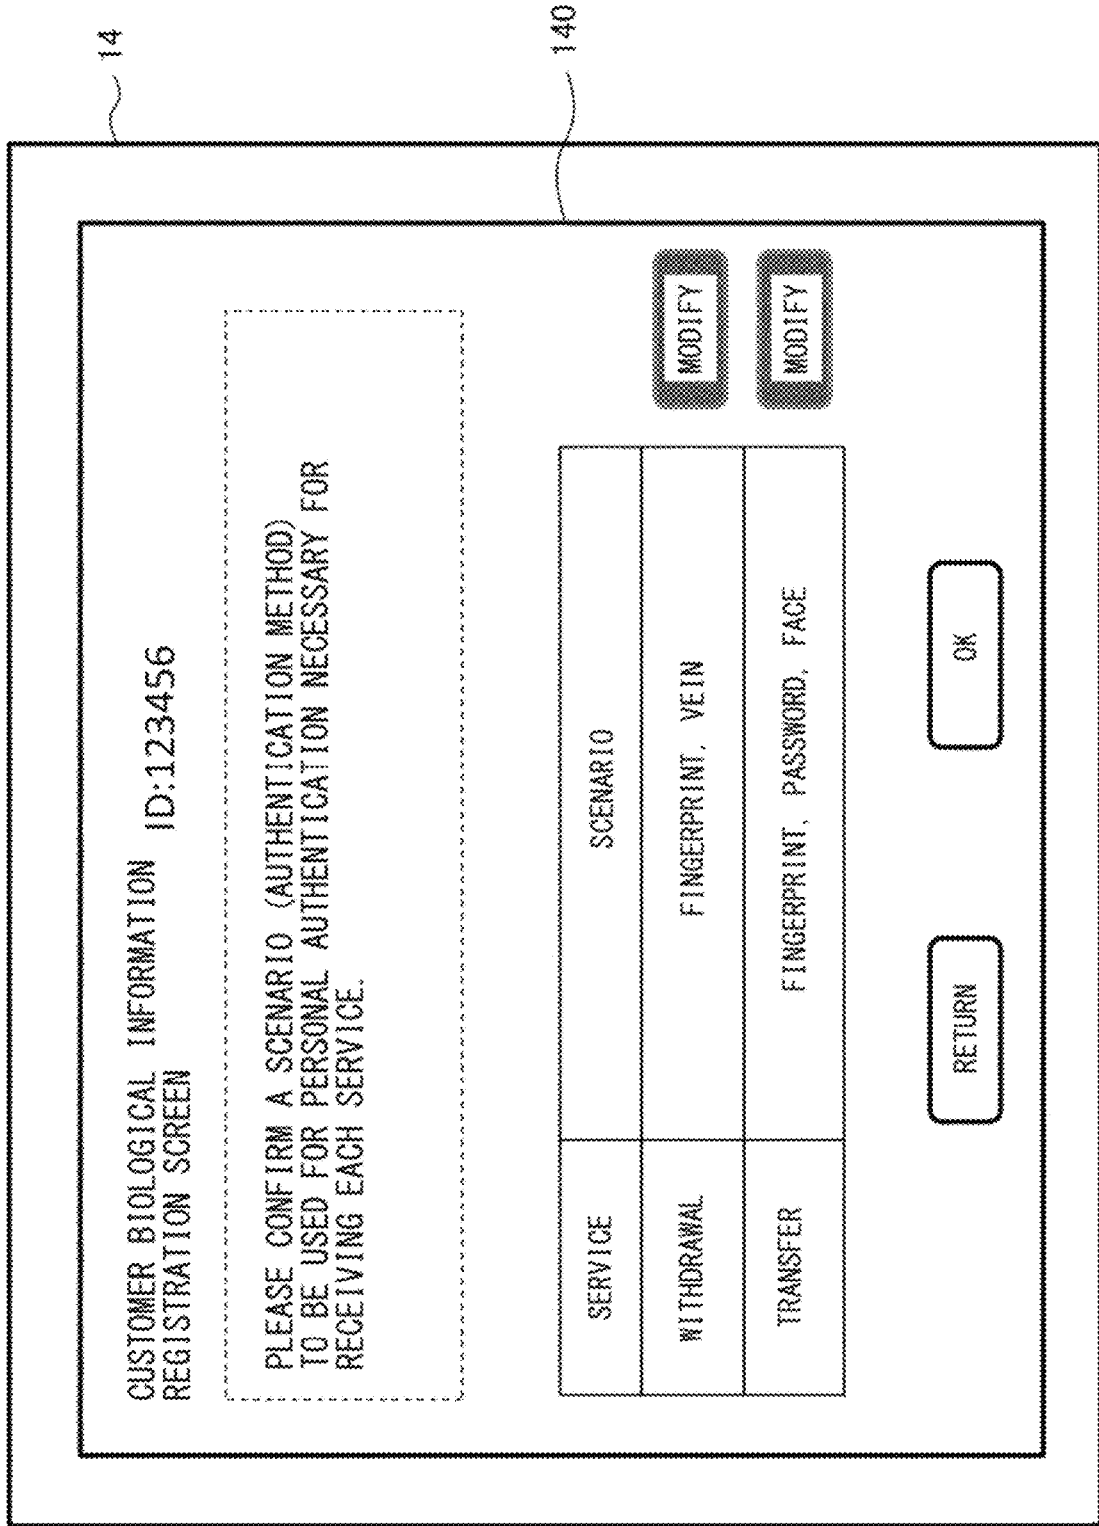 14
140
CUSTOMER BIOLOGICAL INFORMATION ID:123456
REGISTRATION SCREEN
PLEASE CONFIRM A SCENARIO (AUTHENTICATION METHOD)
TO BE USED FOR PERSONAL AUTHENTICATION NECESSARY FOR
RECEIVING EACH SERVICE.
SERVICE SCENARIO
WITHDRAWAL FINGERPRINT, VEIN MODIFY
TRANSFER FINGERPRINT, PASSWORD, FACE MODIFY
RETURN OK